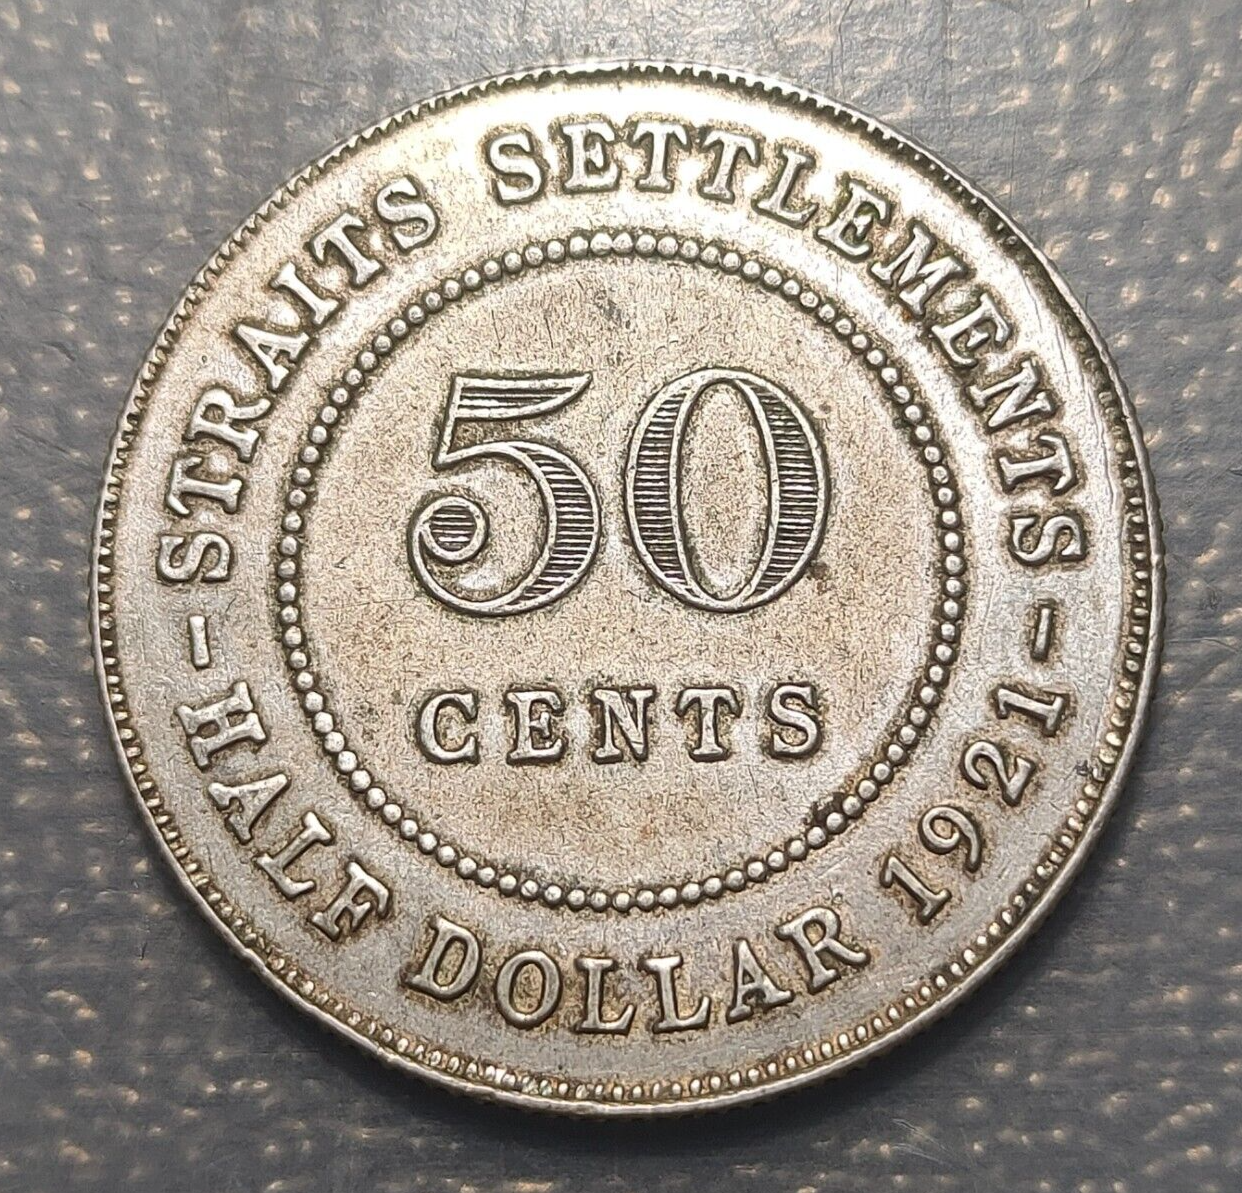 STRAITS SETTLEMENTS
50
CENTS
-HALF DOLLAR 1921-